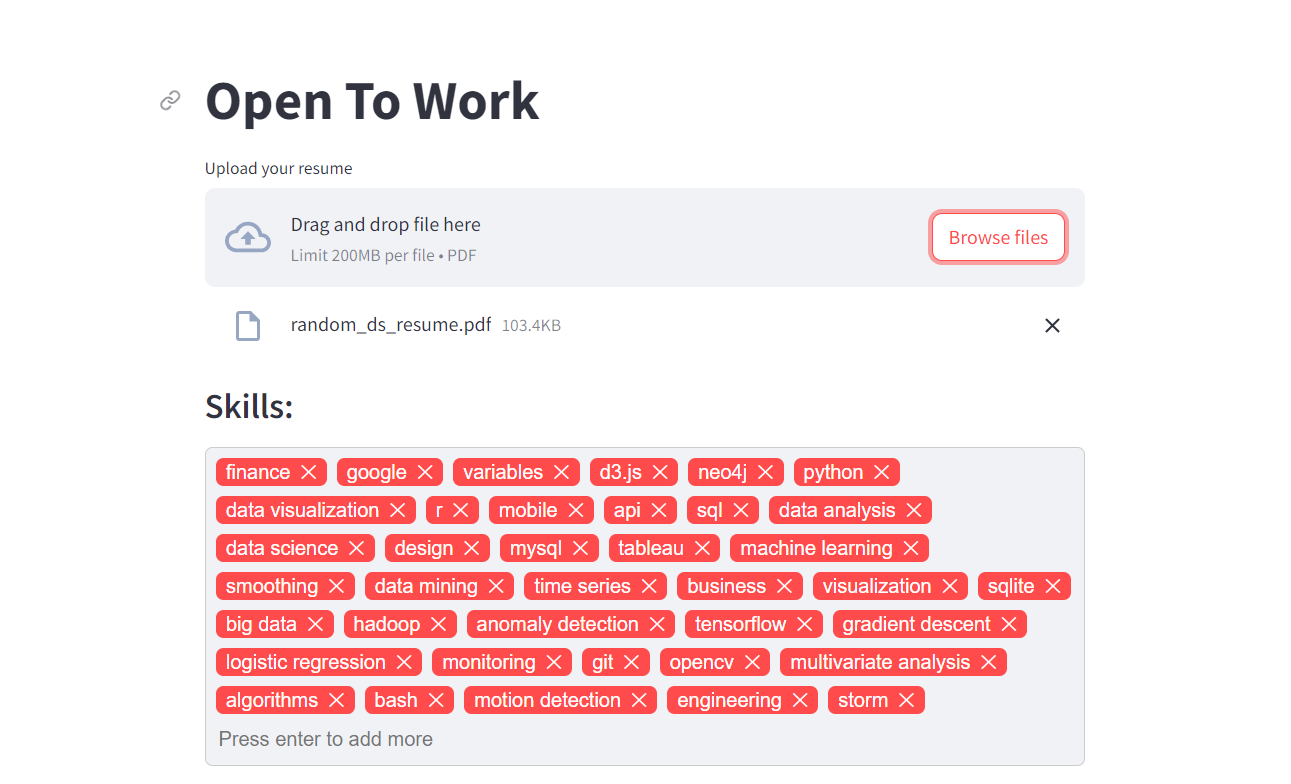 Open To Work
Upload your resume
Drag and drop file here
Limit 200MB per file • PDF
Browse files
random_ds_resume.pdf 103.4KB
Skills:
finance google variables d3.js neo4j python
data visualization r mobile api sql data analysis
data science design mysql tableau machine learning
smoothing data mining time series business visualization sqlite
big data hadoop anomaly detection tensorflow gradient descent
logistic regression monitoring git opencv multivariate analysis
algorithms bash motion detection engineering storm
Press enter to add more